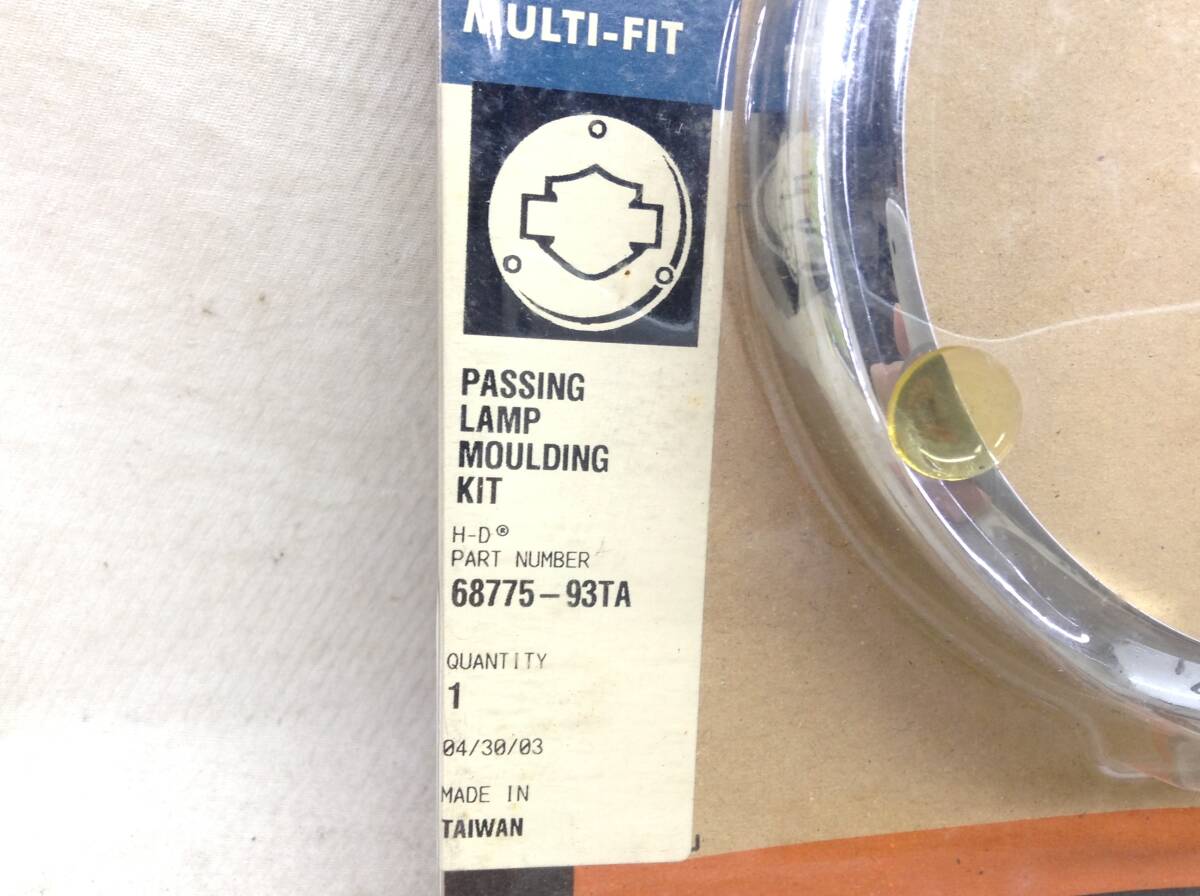 MULTI-FIT
PASSING
LAMP
MOULDING
KIT
H-D®
PART NUMBER
68775-93TA
QUANTITY
1
04/30/03
MADE IN
TAIWAN